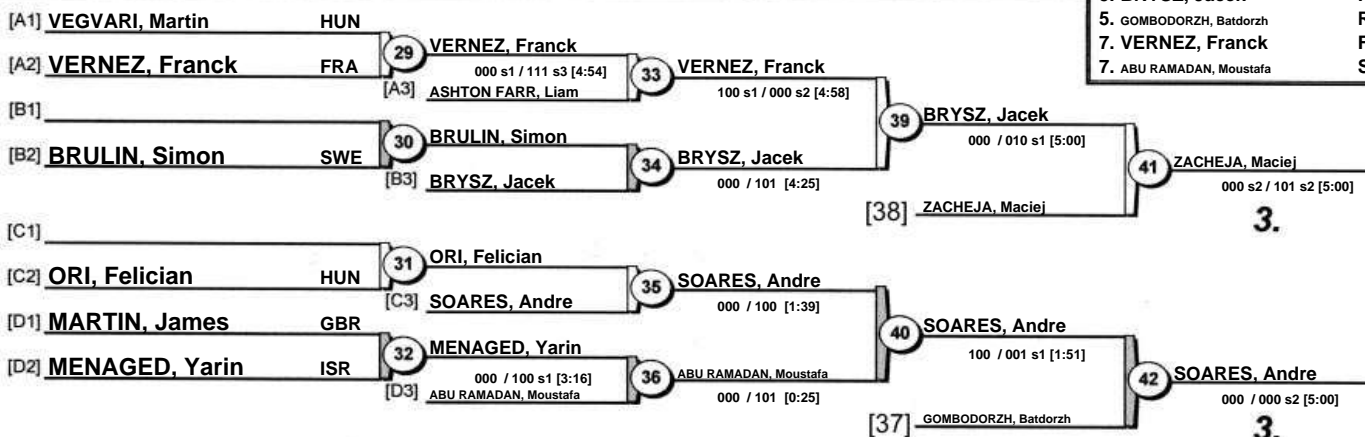 [A1] VEGVARI, Martin HUN
[A2] VERNEZ, Franck FRA
29
VERNEZ, Franck
000 s1 / 111 s3 [4:54]
[A3] ASHTON FARR, Liam
33
VERNEZ, Franck
100 s1 / 000 s2 [4:58]
[B1]
[B2] BRULIN, Simon SWE
30
BRULIN, Simon
[B3] BRYSZ, Jacek
34
BRYSZ, Jacek
000 / 101 [4:25]
39
BRYSZ, Jacek
000 / 010 s1 [5:00]
[38] ZACHEJA, Maciej
41
ZACHEJA, Maciej
000 s2 / 101 s2 [5:00]
3.
[C1]
[C2] ORI, Felician HUN
31
ORI, Felician
[C3] SOARES, Andre
35
SOARES, Andre
000 / 100 [1:39]
[D1] MARTIN, James GBR
[D2] MENAGED, Yarin ISR
32
MENAGED, Yarin
000 / 100 s1 [3:16]
[D3] ABU RAMADAN, Moustafa
36
ABU RAMADAN, Moustafa
000 / 101 [0:25]
40
SOARES, Andre
100 / 001 s1 [1:51]
[37] GOMBODORZH, Batdorzh
42
SOARES, Andre
000 / 000 s2 [5:00]
3.
5. GOMBODORZH, Batdorzh
7. VERNEZ, Franck
7. ABU RAMADAN, Moustafa